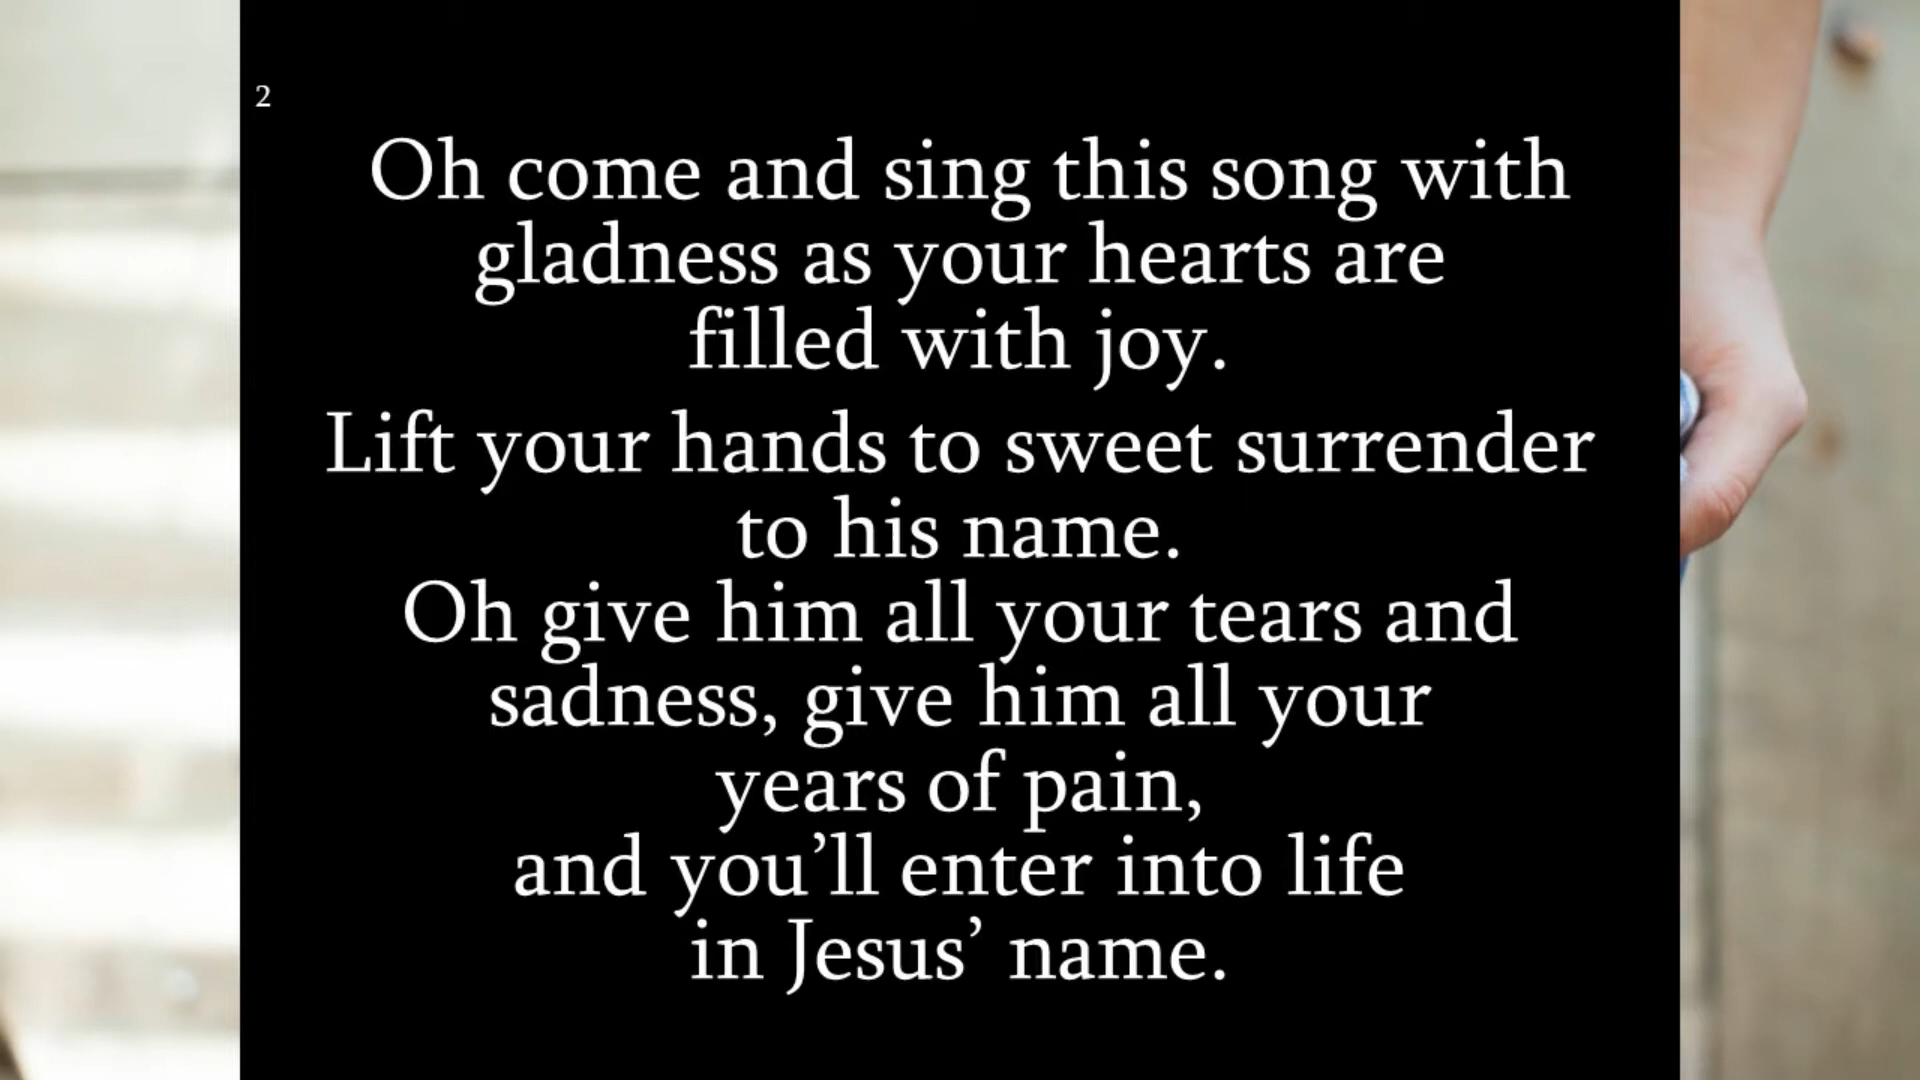 2
Oh come and sing this song with
gladness as your hearts are
filled with joy.
Lift your hands to sweet surrender
to his name.
Oh give him all your tears and
sadness, give him all your
years of pain,
and you’ll enter into life
in Jesus’ name.